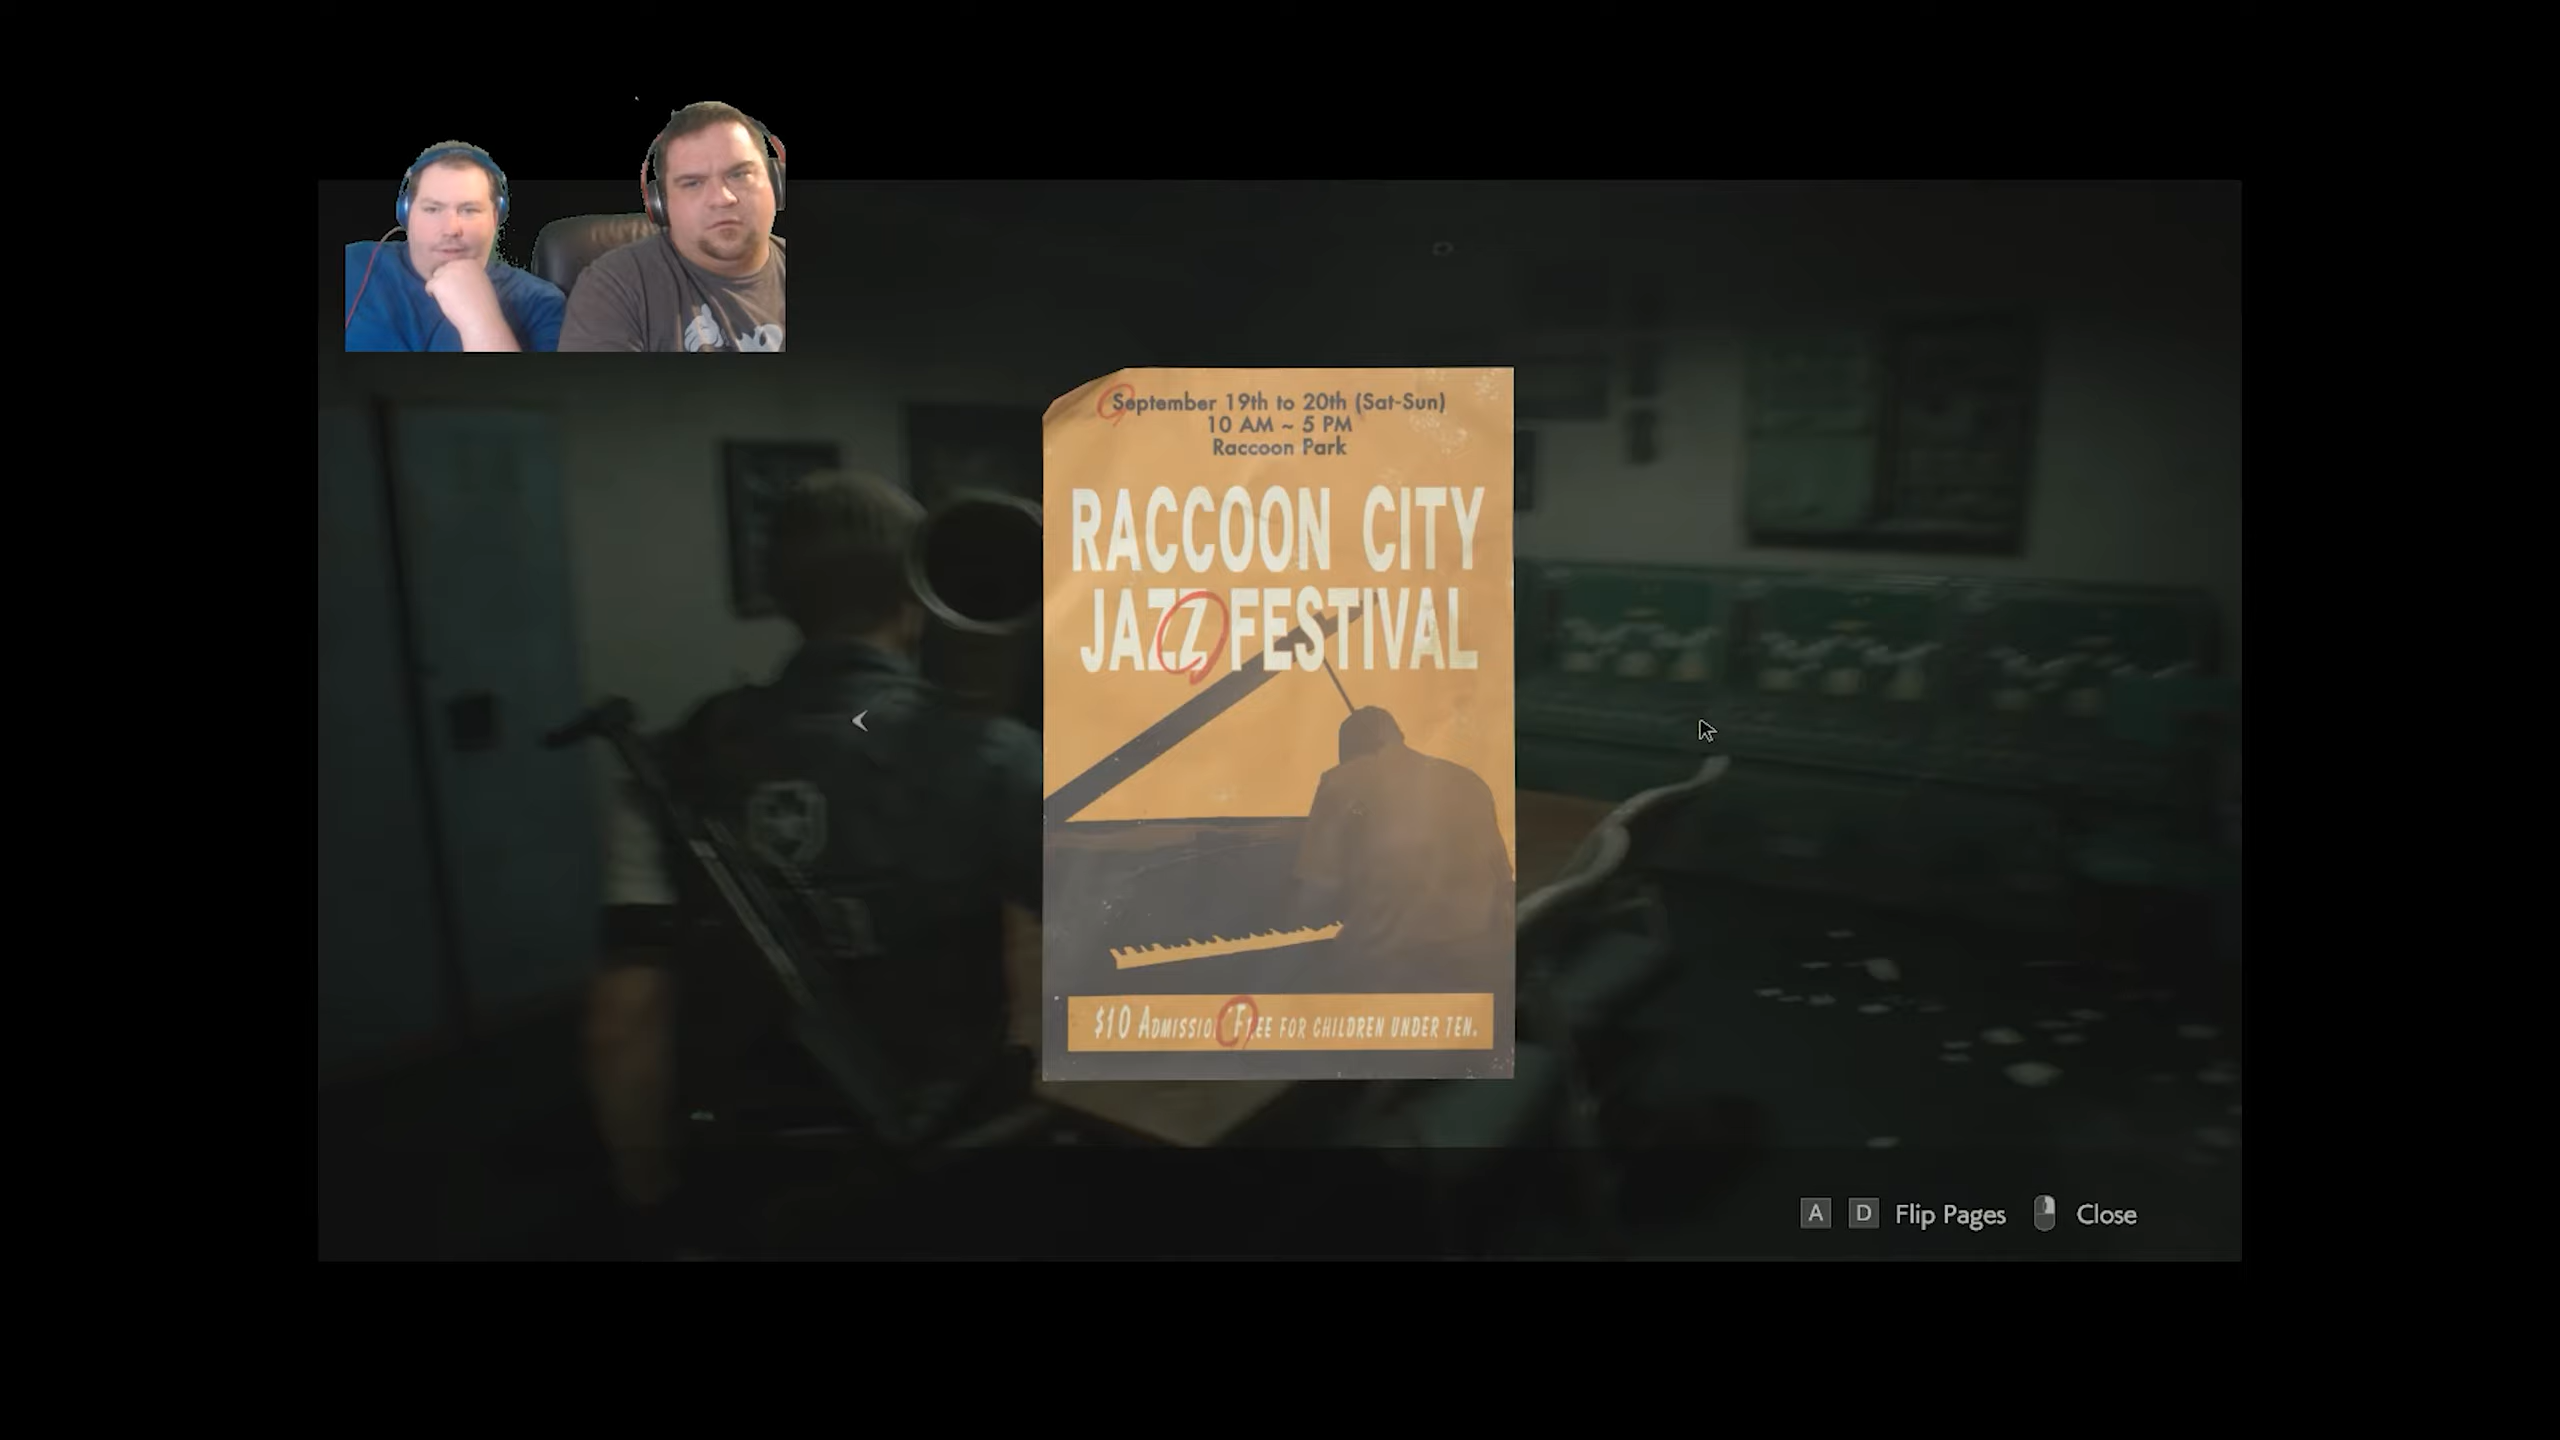 September 19th to 20th (Sat-Sun)
10 AM ~ 5 PM
Raccoon Park
RACCOON CITY
JAZZ FESTIVAL
$10 ADMISSION FREE FOR CHILDREN UNDER TEN.
A D Flip Pages Close